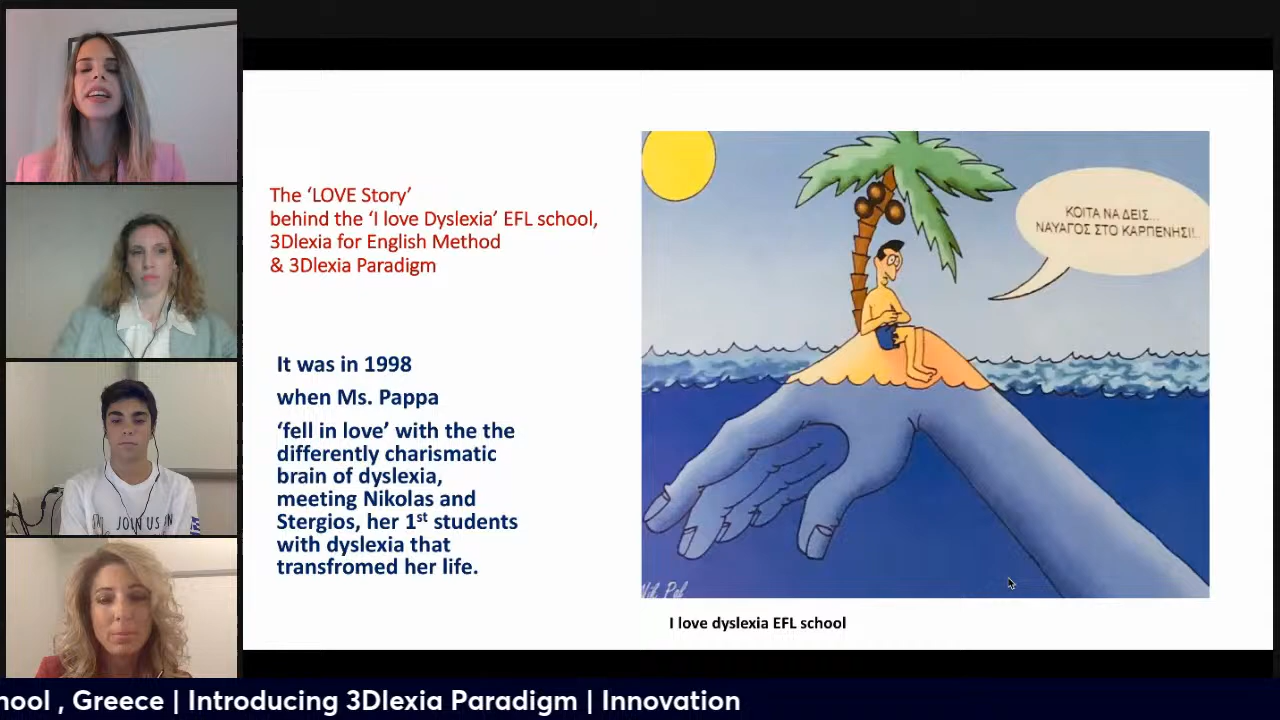 The ‘LOVE Story’
behind the ‘I love Dyslexia’ EFL school,
3Dlexia for English Method
& 3Dlexia Paradigm
It was in 1998
when Ms. Pappa
‘fell in love’ with the the
differently charismatic
brain of dyslexia,
meeting Nikolas and
Stergios, her 1st students
with dyslexia that
transfromed her life.
ΚΟΙΤΑ ΝΑ ΔΕΙΣ...
ΝΑΥΑΓΟΣ ΣΤΟ ΚΑΡΠΕΝΗΣΙ!..
I love dyslexia EFL school
JOIN US IN
hool , Greece | Introducing 3Dlexia Paradigm | Innovation